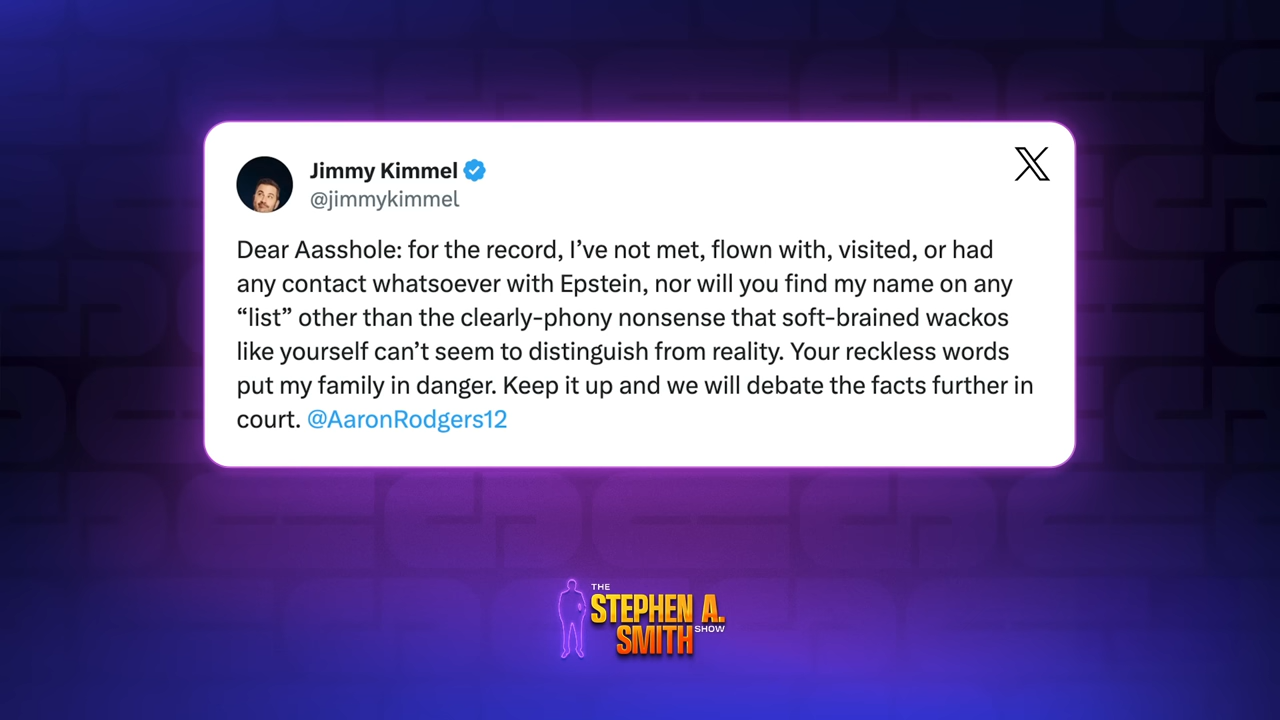 Jimmy Kimmel
@jimmykimmel
Dear Aasshole: for the record, I’ve not met, flown with, visited, or had
any contact whatsoever with Epstein, nor will you find my name on any
“list” other than the clearly-phony nonsense that soft-brained wackos
like yourself can’t seem to distinguish from reality. Your reckless words
put my family in danger. Keep it up and we will debate the facts further in
court. @AaronRodgers12
THE
STEPHEN A.
SMITH SHOW